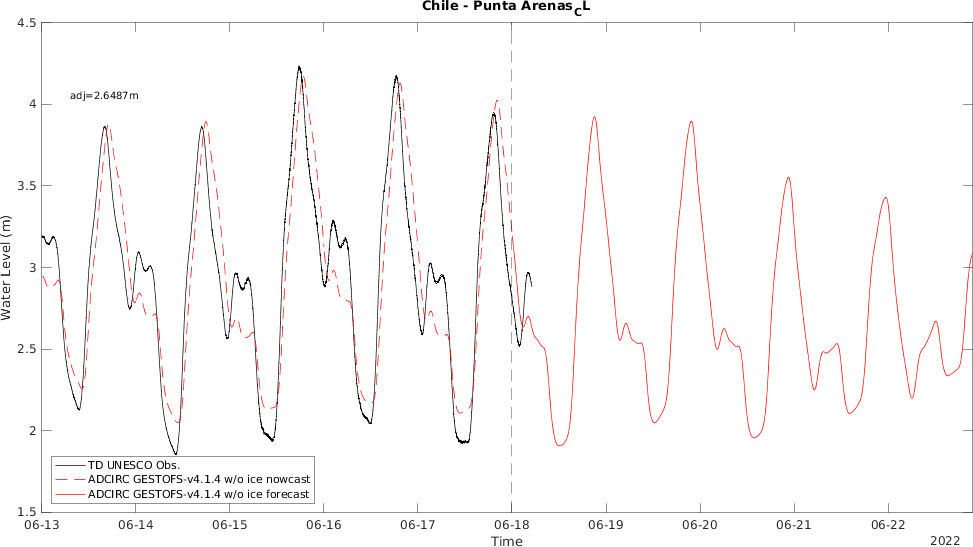 Chile - Punta Arenas_CL
4.5
4
3.5
3
2.5
2
1.5
Water Level (m)
adj=2.6487m
TD UNESCO Obs.
ADCIRC GESTOFS-v4.1.4 w/o ice nowcast
ADCIRC GESTOFS-v4.1.4 w/o ice forecast
06-13 06-14 06-15 06-16 06-17 06-18 06-19 06-20 06-21 06-22
Time
2022